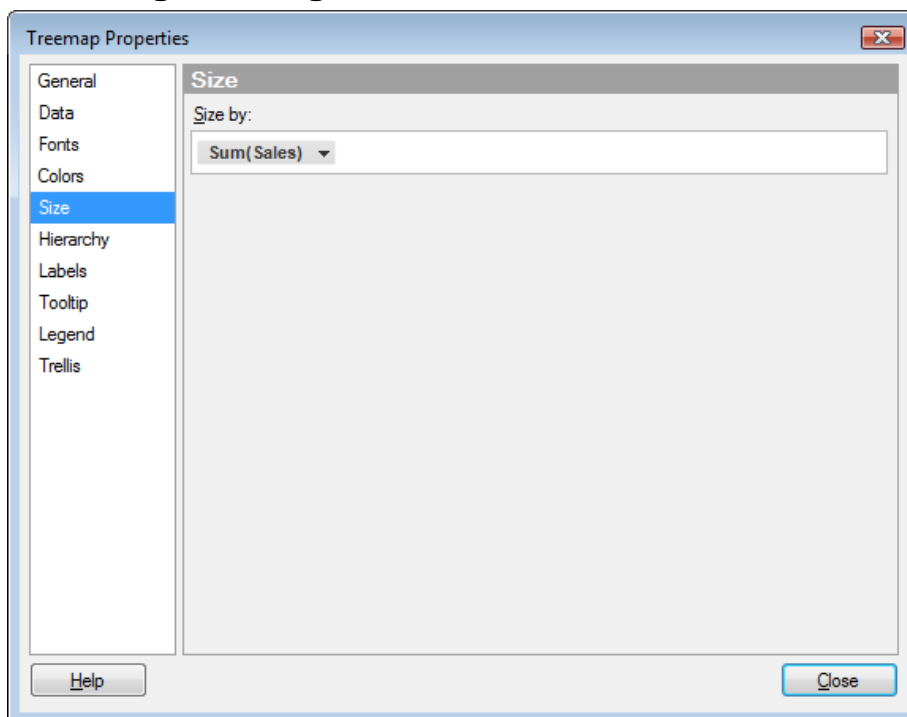 Treemap Properties
General
Data
Fonts
Colors
Size
Hierarchy
Labels
Tooltip
Legend
Trellis
Size
Size by:
Sum(Sales)
Help
Close